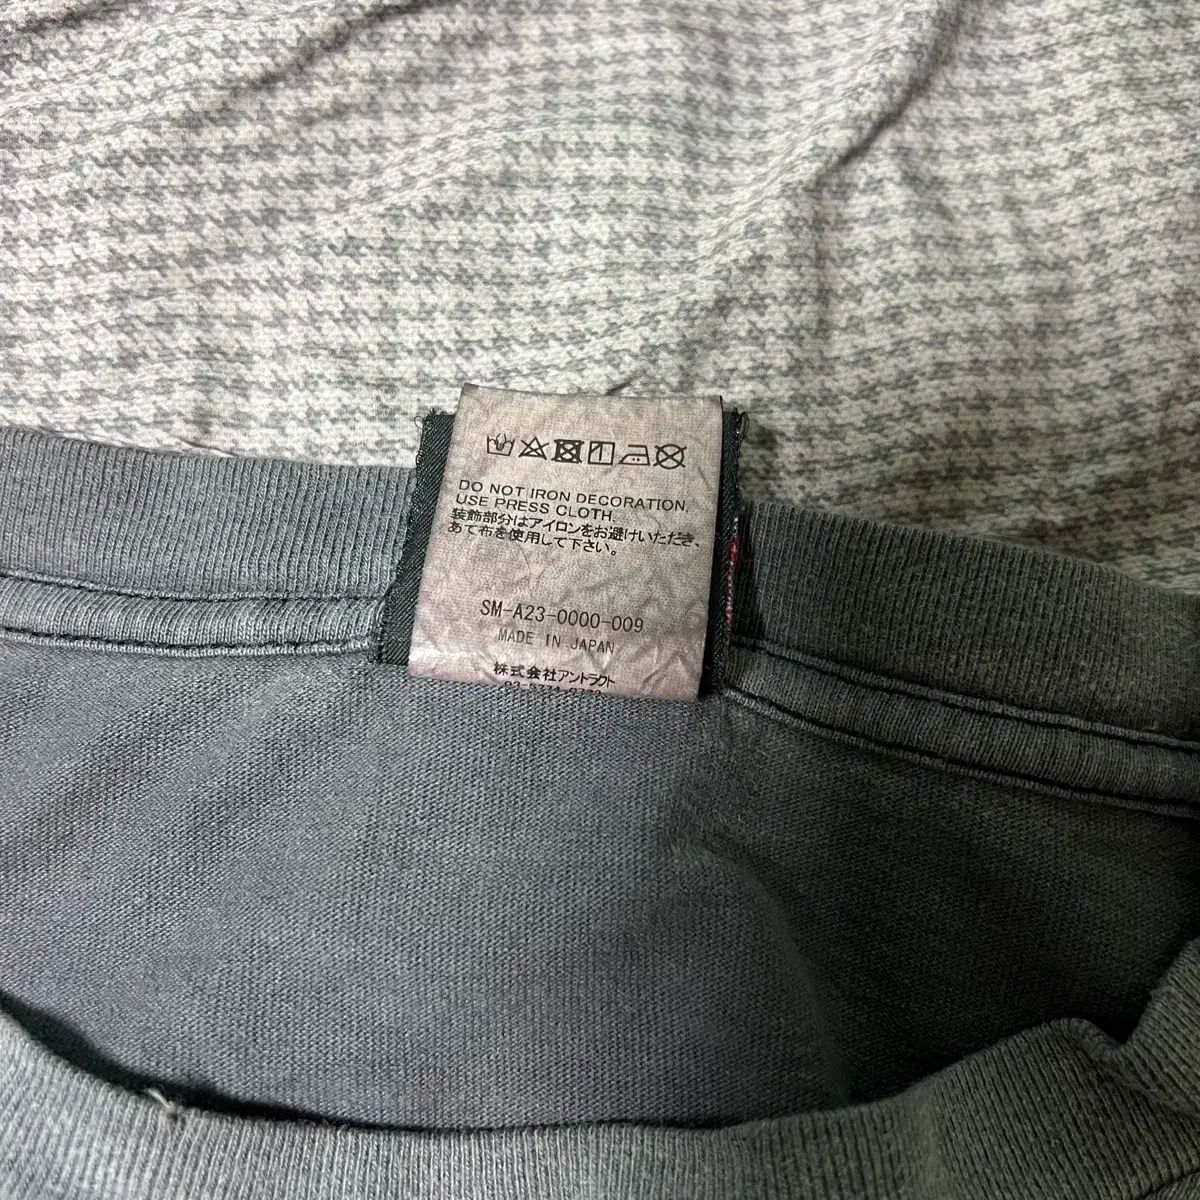 DO NOT IRON DECORATION.
USE PRESS CLOTH.
装飾部分はアイロンをお避けいただき、
あて布を使用して下さい。
SM-A23-0000-009
MADE IN JAPAN
株式会社アントラクト